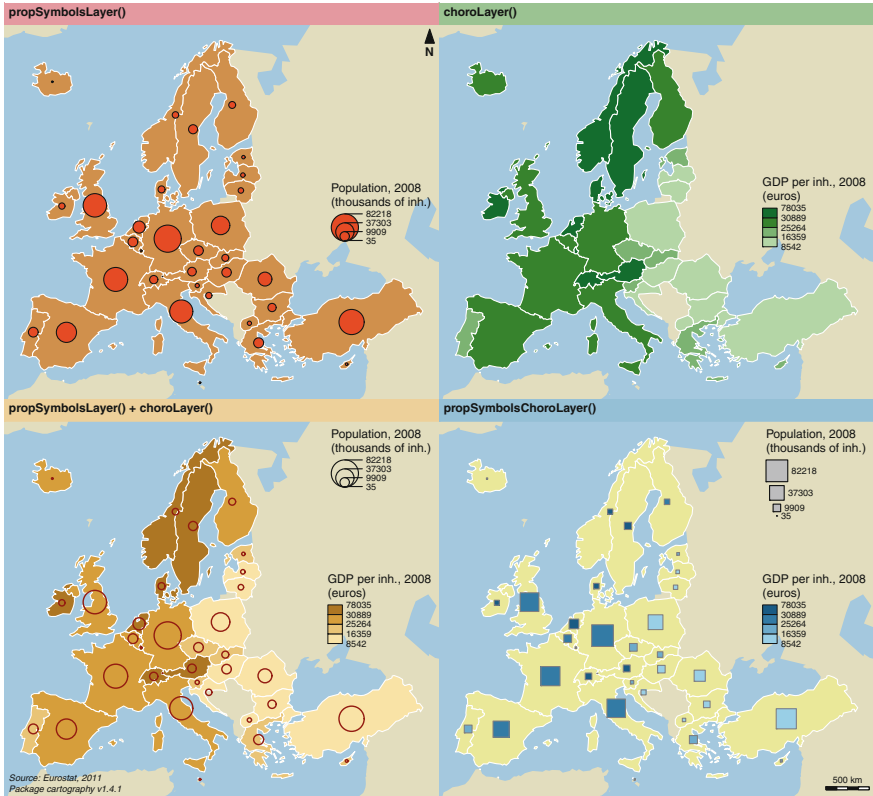 propSymbolsLayer()
N
Population, 2008
(thousands of inh.)
82218
37303
9909
35
choroLayer()
GDP per inh., 2008
(euros)
78035
30889
25264
16359
8542
propSymbolsLayer() + choroLayer()
Population, 2008
(thousands of inh.)
82218
37303
9909
35
GDP per inh., 2008
(euros)
78035
30889
25264
16359
8542
Source: Eurostat, 2011
Package cartography v1.4.1
propSymbolsChoroLayer()
Population, 2008
(thousands of inh.)
82218
37303
9909
35
GDP per inh., 2008
(euros)
78035
30889
25264
16359
8542
500 km